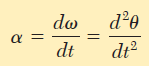 α = dω/dt = d²θ/dt²